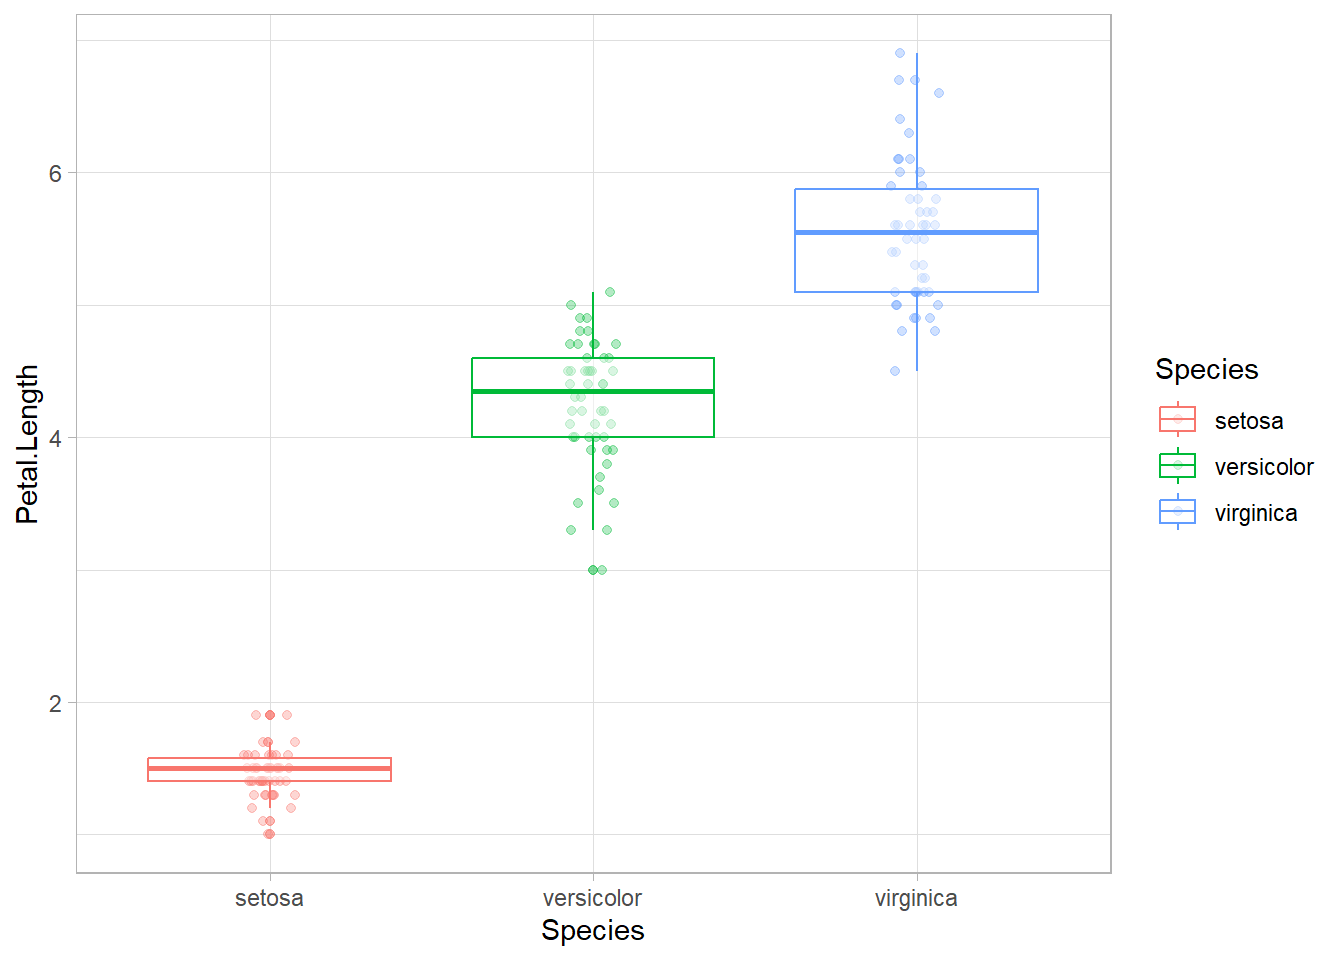 6
4
2
Petal.Length
setosa
versicolor
virginica
Species
Species
setosa
versicolor
virginica